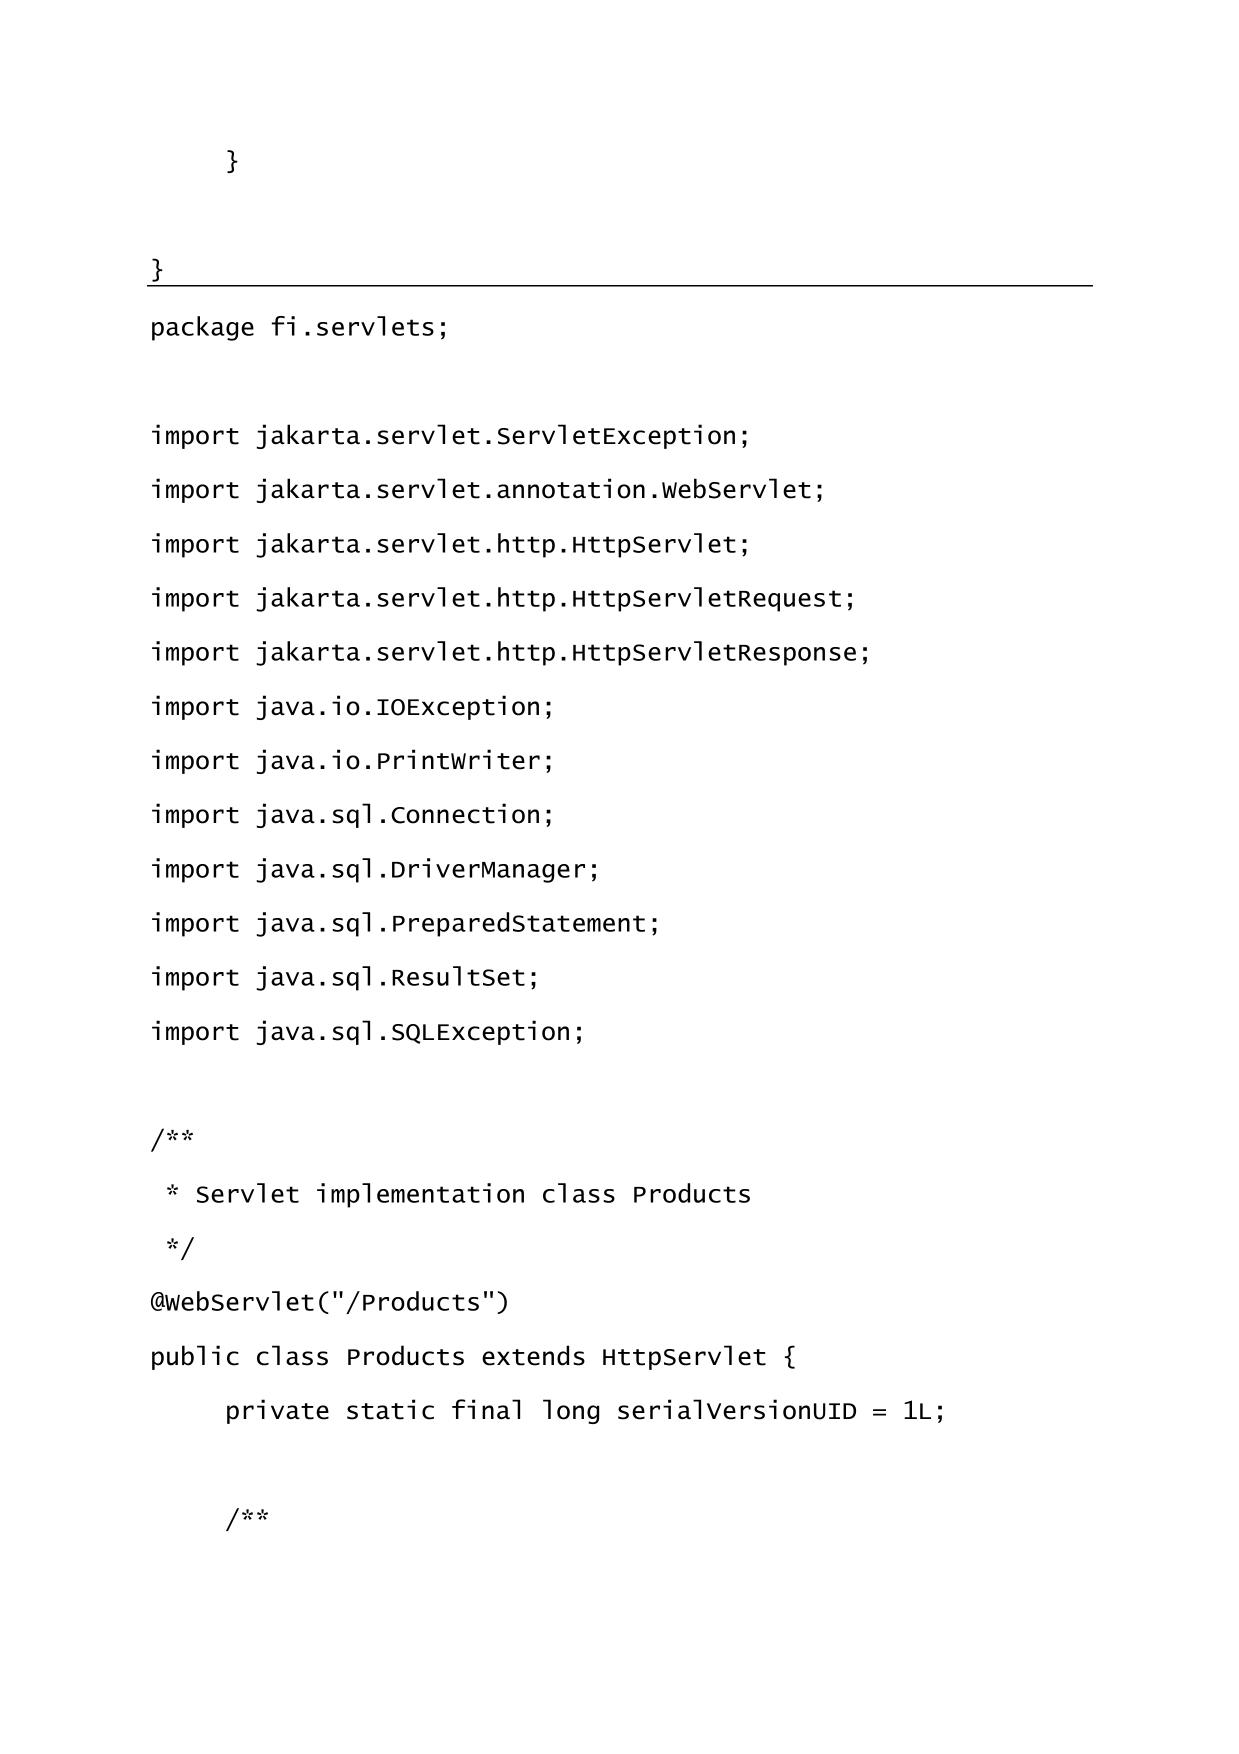 }

}
package fi.servlets;

import jakarta.servlet.ServletException;
import jakarta.servlet.annotation.WebServlet;
import jakarta.servlet.http.HttpServlet;
import jakarta.servlet.http.HttpServletRequest;
import jakarta.servlet.http.HttpServletResponse;
import java.io.IOException;
import java.io.PrintWriter;
import java.sql.Connection;
import java.sql.DriverManager;
import java.sql.PreparedStatement;
import java.sql.ResultSet;
import java.sql.SQLException;

/**
 * Servlet implementation class Products
 */
@WebServlet("/Products")
public class Products extends HttpServlet {
     private static final long serialVersionUID = 1L;

     /**